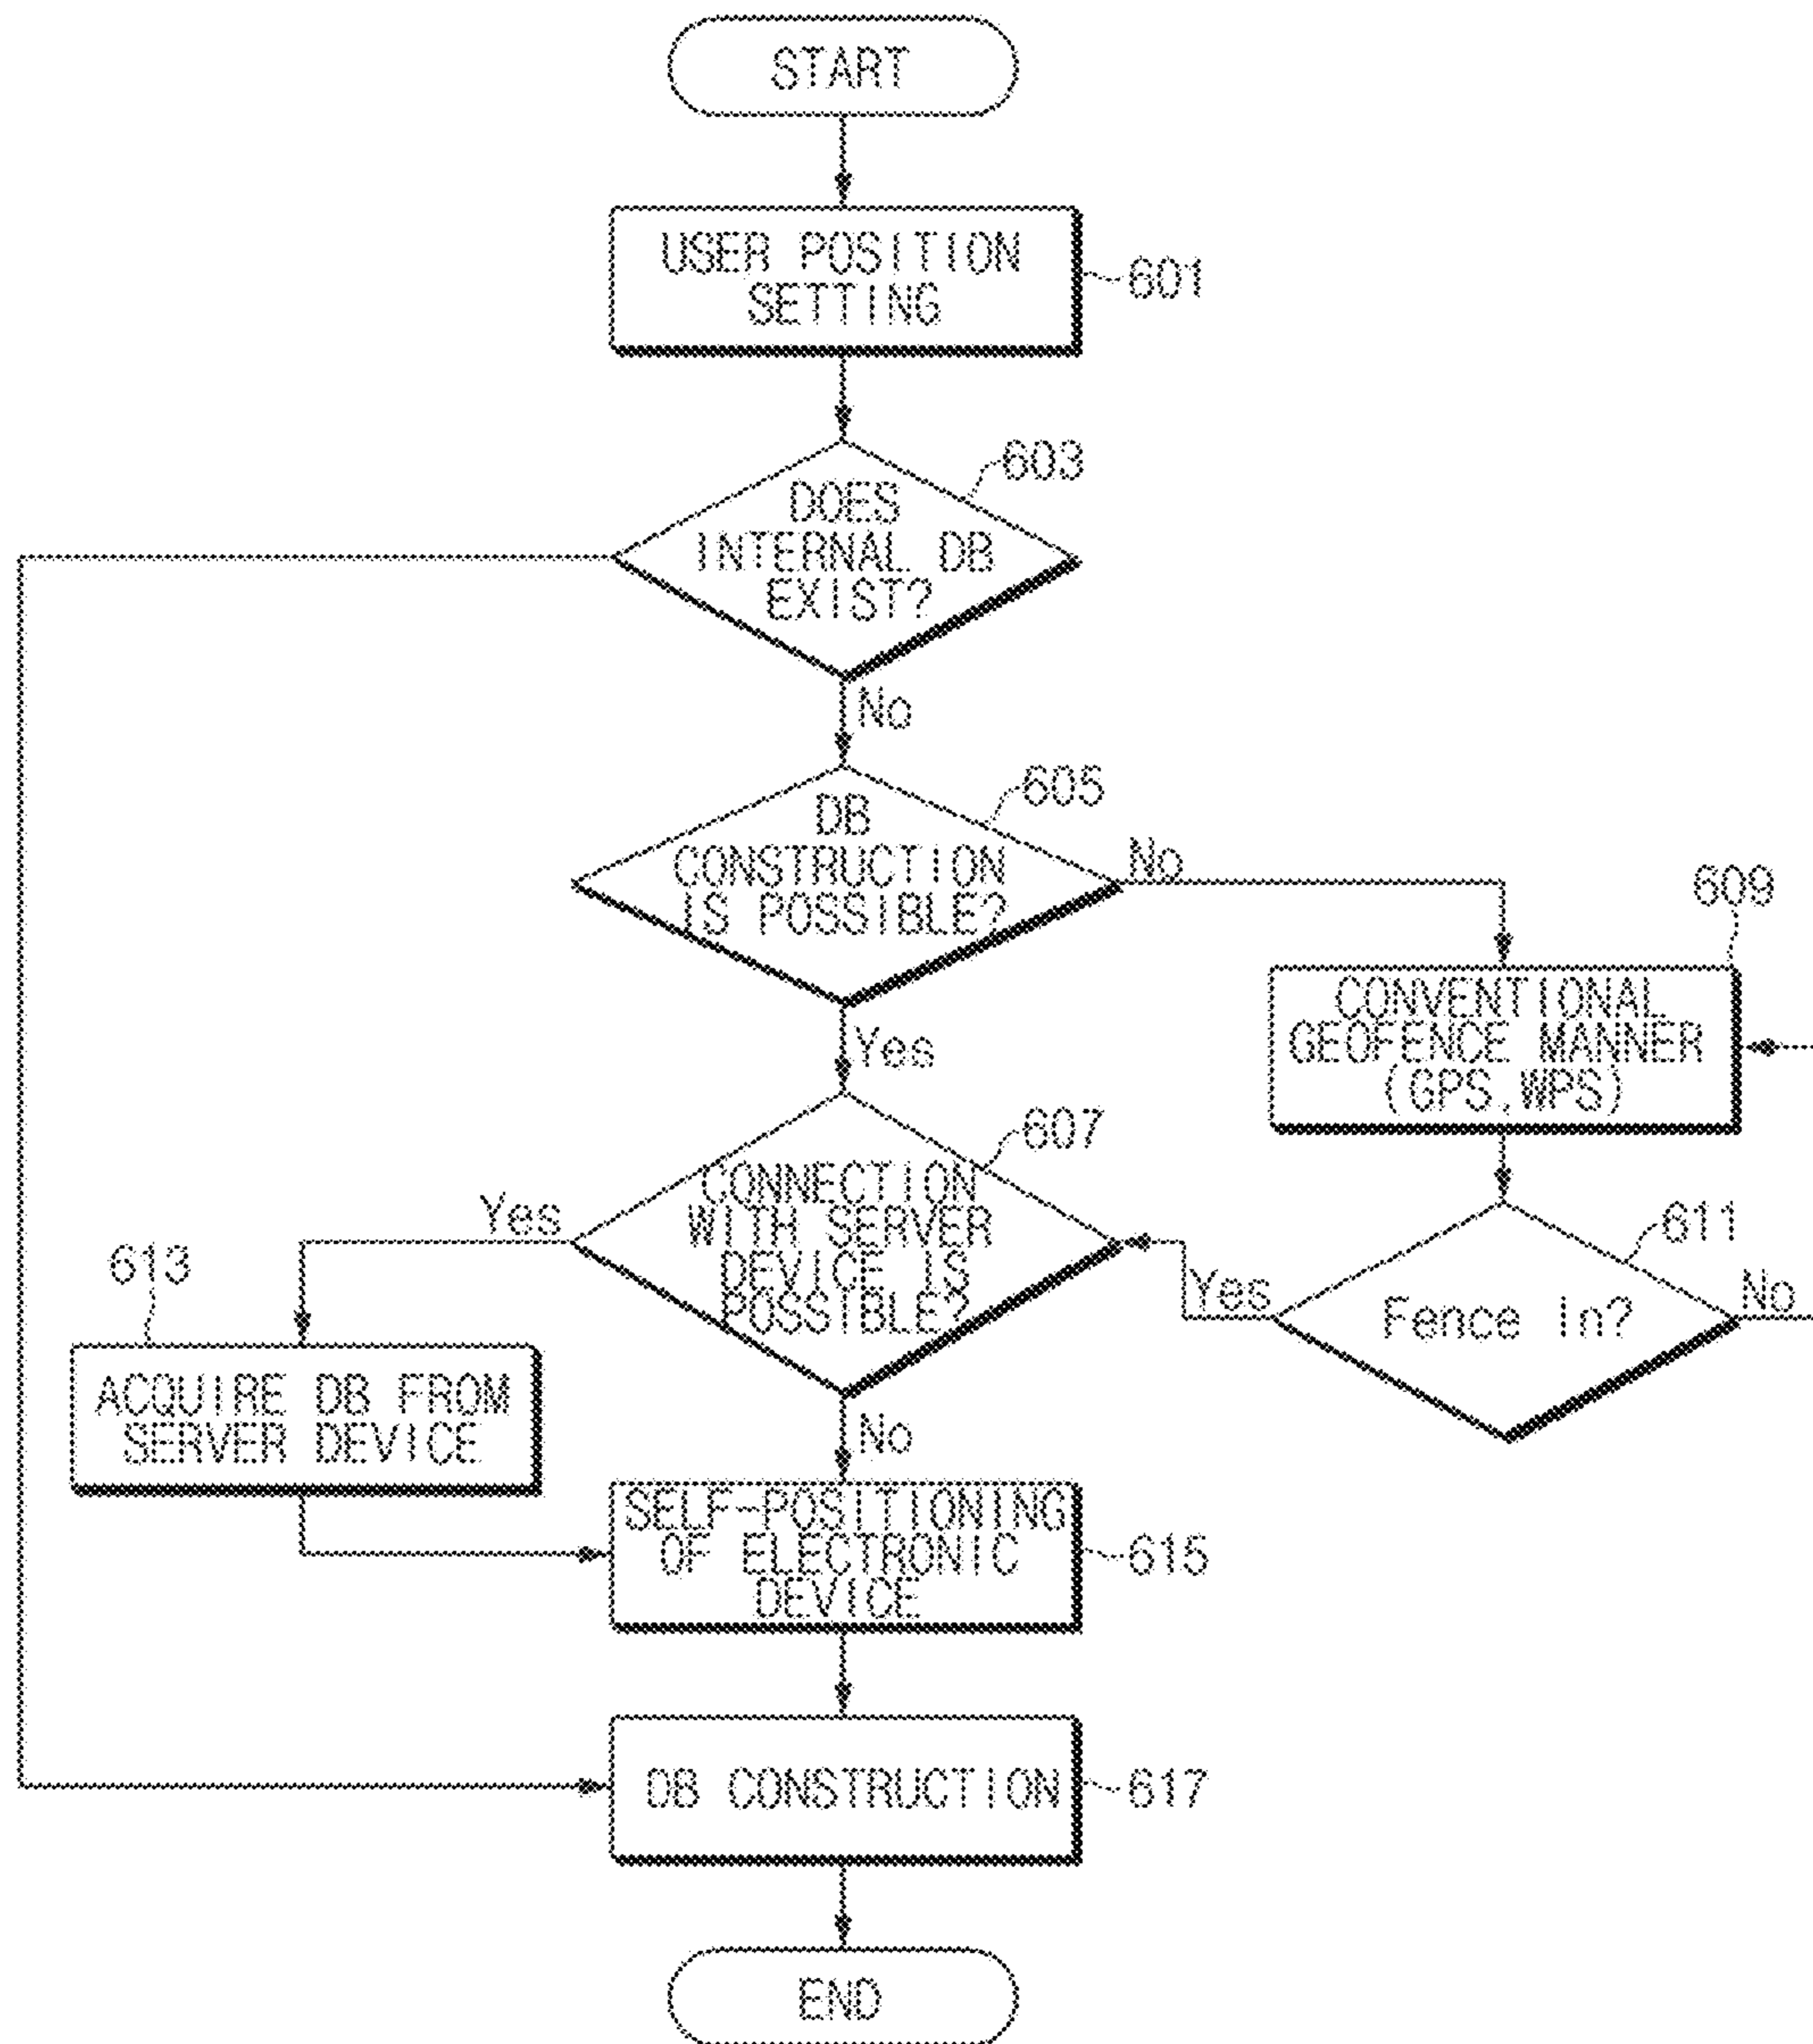 START
USER POSITION
SETTING
601
603
DOES
INTERNAL DB
EXIST?
No
605
DB
CONSTRUCTION
IS POSSIBLE?
No
609
CONVENTIONAL
GEOFENCE MANNER
(GPS,WPS)
Yes
607
CONNECTION
WITH SERVER
DEVICE IS
POSSIBLE?
Yes
611
Fence in?
Yes
No
613
ACQUIRE DB FROM
SERVER DEVICE
No
SELF-POSITIONING
OF ELECTRONIC
DEVICE
615
DB CONSTRUCTION
617
END